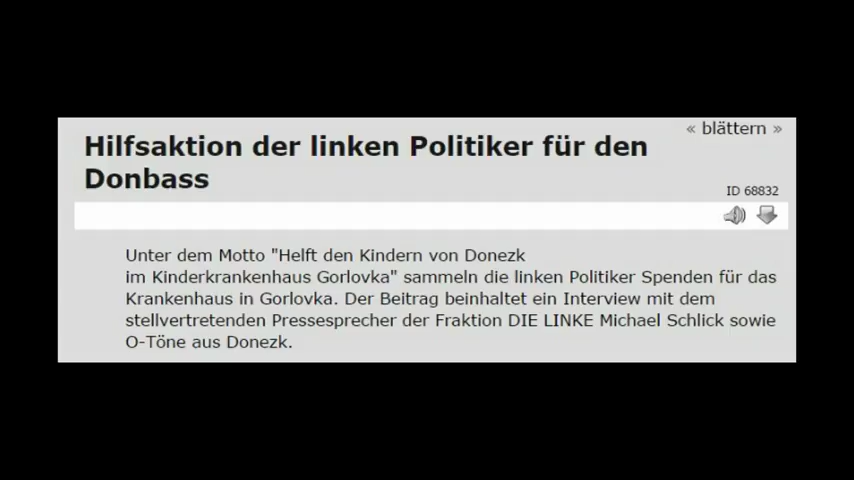 « blättern »
Hilfsaktion der linken Politiker für den
Donbass
ID 68832
Unter dem Motto "Helft den Kindern von Donezk
im Kinderkrankenhaus Gorlovka" sammeln die linken Politiker Spenden für das
Krankenhaus in Gorlovka. Der Beitrag beinhaltet ein Interview mit dem
stellvertretenden Pressesprecher der Fraktion DIE LINKE Michael Schlick sowie
O-Töne aus Donezk.